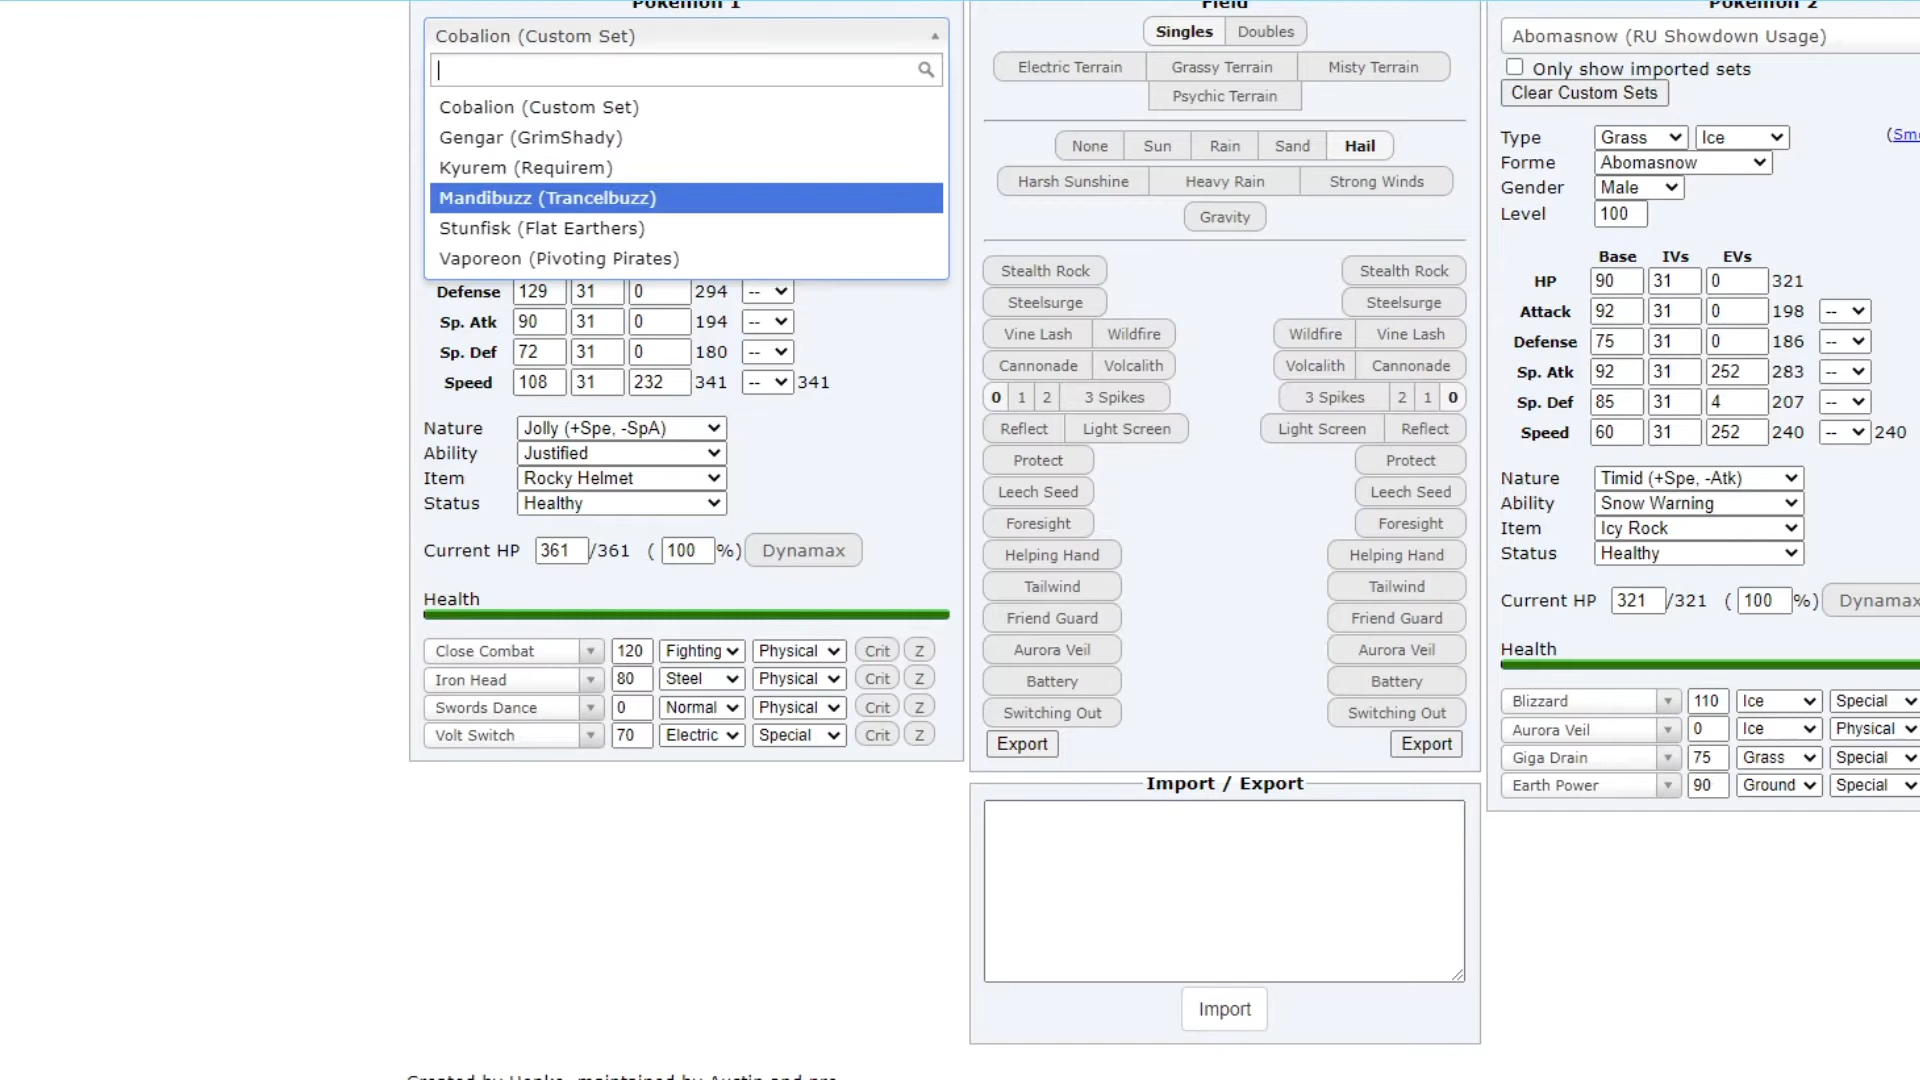 Pokémon 1
Cobalion (Custom Set)
Cobalion (Custom Set)
Gengar (GrimShady)
Kyurem (Requirem)
Mandibuzz (Trancelbuzz)
Stunfisk (Flat Earthers)
Vaporeon (Pivoting Pirates)
Defense 129 31 0 294 --
Sp. Atk 90 31 0 194 --
Sp. Def 72 31 0 180 --
Speed 108 31 232 341 -- 341
Nature Jolly (+Spe, -SpA)
Ability Justified
Item Rocky Helmet
Status Healthy
Current HP 361 /361 ( 100 %) Dynamax
Health
Close Combat 120 Fighting Physical Crit Z
Iron Head 80 Steel Physical Crit Z
Swords Dance 0 Normal Physical Crit Z
Volt Switch 70 Electric Special Crit Z
Field
Singles Doubles
Electric Terrain Grassy Terrain Misty Terrain
Psychic Terrain
None Sun Rain Sand Hail
Harsh Sunshine Heavy Rain Strong Winds
Gravity
Stealth Rock Stealth Rock
Steelsurge Steelsurge
Vine Lash Wildfire Wildfire Vine Lash
Cannonade Volcalith Volcalith Cannonade
0 1 2 3 Spikes 3 Spikes 2 1 0
Reflect Light Screen Light Screen Reflect
Protect Protect
Leech Seed Leech Seed
Foresight Foresight
Helping Hand Helping Hand
Tailwind Tailwind
Friend Guard Friend Guard
Aurora Veil Aurora Veil
Battery Battery
Switching Out Switching Out
Export Export
Import / Export
Import
Pokémon 2
Abomasnow (RU Showdown Usage)
Only show imported sets
Clear Custom Sets
Type Grass Ice (Smo
Forme Abomasnow
Gender Male
Level 100
Base IVs EVs
HP 90 31 0 321
Attack 92 31 0 198 --
Defense 75 31 0 186 --
Sp. Atk 92 31 252 283 --
Sp. Def 85 31 4 207 --
Speed 60 31 252 240 -- 240
Nature Timid (+Spe, -Atk)
Ability Snow Warning
Item Icy Rock
Status Healthy
Current HP 321 /321 ( 100 %) Dynamax
Health
Blizzard 110 Ice Special
Aurora Veil 0 Ice Physical
Giga Drain 75 Grass Special
Earth Power 90 Ground Special
Created by Honko, maintained by Austin and pre